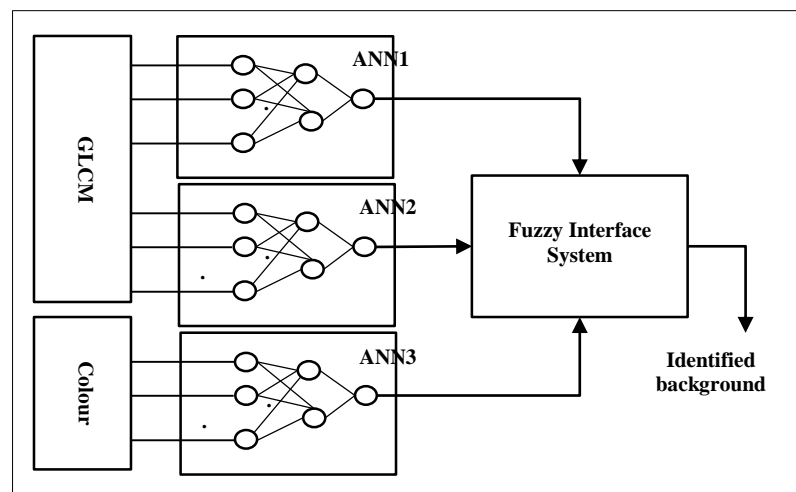 GLCM
Colour
ANN1
ANN2
ANN3
Fuzzy Interface
System
Identified
background